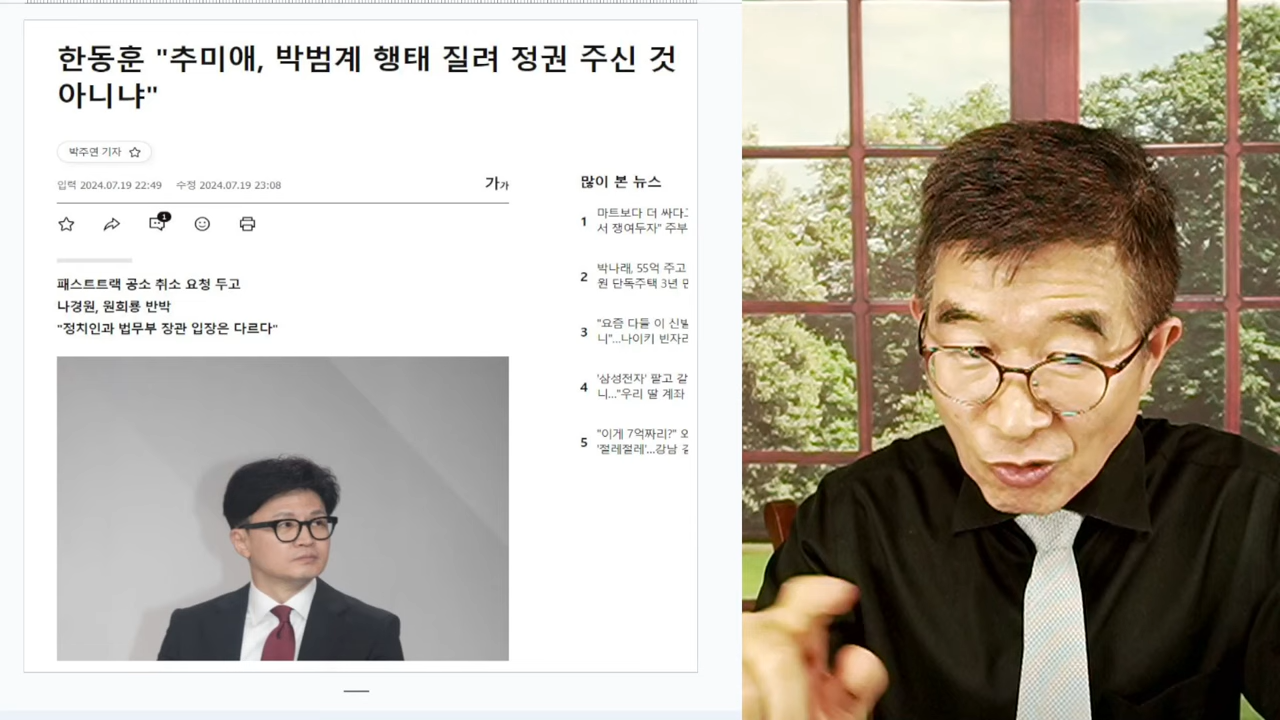 한동훈 "추미애, 박범계 행태 질려 정권 주신 것
아니냐"
박주연 기자
입력 2024.07.19 22:49 수정 2024.07.19 23:08
가가
1
패스트트랙 공소 취소 요청 두고
나경원, 원희룡 반박
"정치인과 법무부 장관 입장은 다르다"
많이 본 뉴스
1 마트보다 더 싸다
서 쟁여두자" 주부
2 박나래, 55억 주고
원 단독주택 3년
3 "요즘 다들 이 신발
니"...나이키 빈자리
4 '삼성전자' 팔고 같
니..."우리 딸 계좌
5 "이게 7억짜리?"
'절레절레'...강남